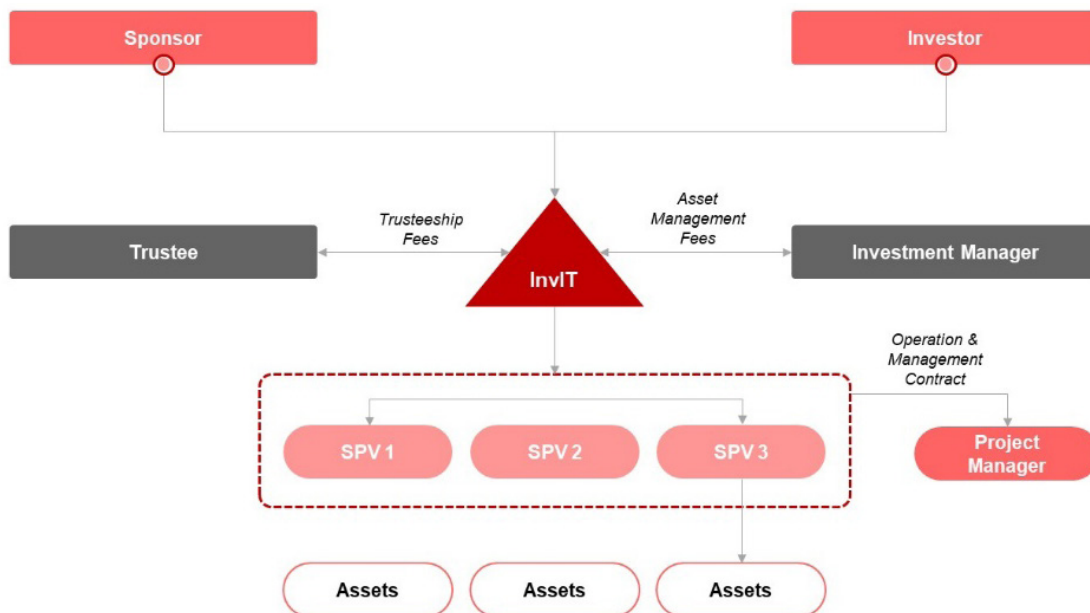 Sponsor
Investor
Trusteeship
Fees
Asset
Management
Fees
Trustee
Investment Manager
InvIT
Operation &
Management
Contract
SPV 1
SPV 2
SPV 3
Project
Manager
Assets
Assets
Assets